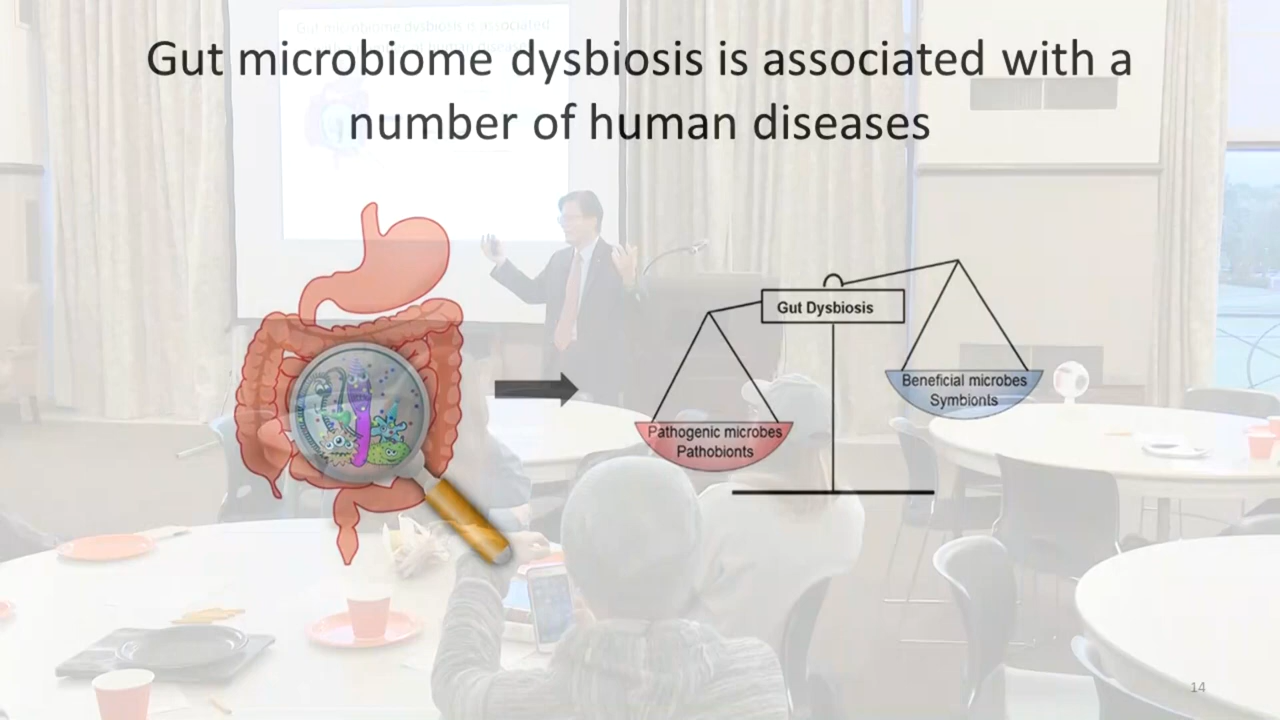 Gut microbiome dysbiosis is associated with a
number of human diseases
Gut Dysbiosis
Beneficial microbes
Symbionts
Pathogenic microbes
Pathobionts
14